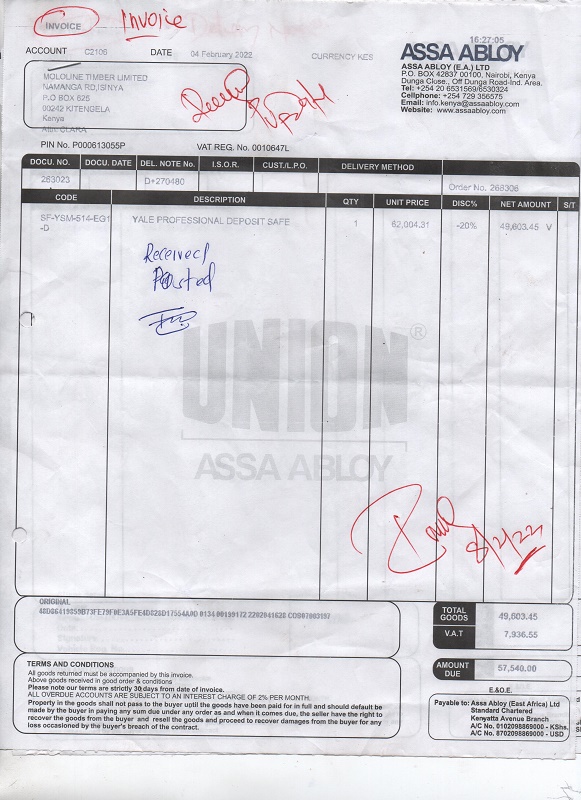 INVOICE Invoice
16:27:05
ACCOUNT C2106 DATE 04 February 2022 CURRENCY KES
ASSA ABLOY
ASSA ABLOY (E.A.) LTD
P.O. BOX 42837 00100, Nairobi, Kenya
Dunga Close., Off Dunga Road-Ind. Area.
Tel: +254 20 6531569/6530324
Cellphone: +254 729 356575
Email: info.kenya@assaabloy.com
Website: www.assaabloy.com
MOLOLINE TIMBER LIMITED
NAMANGA RD,ISINYA
P.O BOX 625
00242 KITENGELA
Kenya
Attn: CLARA
PIN No. P000613055P VAT REG. No. 0010647L
DOCU. NO. DOCU. DATE DEL. NOTE No. I.S.O.R. CUST./L.P.O. DELIVERY METHOD
263023 D+270480 Order No. 268306
CODE DESCRIPTION QTY UNIT PRICE DISC% NET AMOUNT S/T
SF-YSM-514-EG1 YALE PROFESSIONAL DEPOSIT SAFE 1 62,004.31 -20% 49,603.45 V
-D
Received
Posted
UNION®
ASSA ABLOY
8/2/22
ORIGINAL
TOTAL GOODS 49,603.45
V.A.T 7,936.55
AMOUNT DUE 57,540.00
TERMS AND CONDITIONS
All goods returned must be accompanied by this invoice.
Above goods received in good order & conditions
Please note our terms are strictly 30 days from date of invoice.
ALL OVERDUE ACCOUNTS ARE SUBJECT TO AN INTEREST CHARGE OF 2% PER MONTH.
Property in the goods shall not pass to the buyer uptil the goods have been paid for in full and should default be
made by the buyer in paying any sum due under any order as and when it comes due, the seller have the right to
recover the goods from the buyer and resell the goods and proceed to recover damages from the buyer for any
loss occasioned by the buyer's breach of the contract.
E.&O.E.
Payable to: Assa Abloy (East Africa) Ltd
Standard Chartered
Kenyatta Avenue Branch
A/C No. 0102098869000 - KShs.
A/C No. 8702098869000 - USD